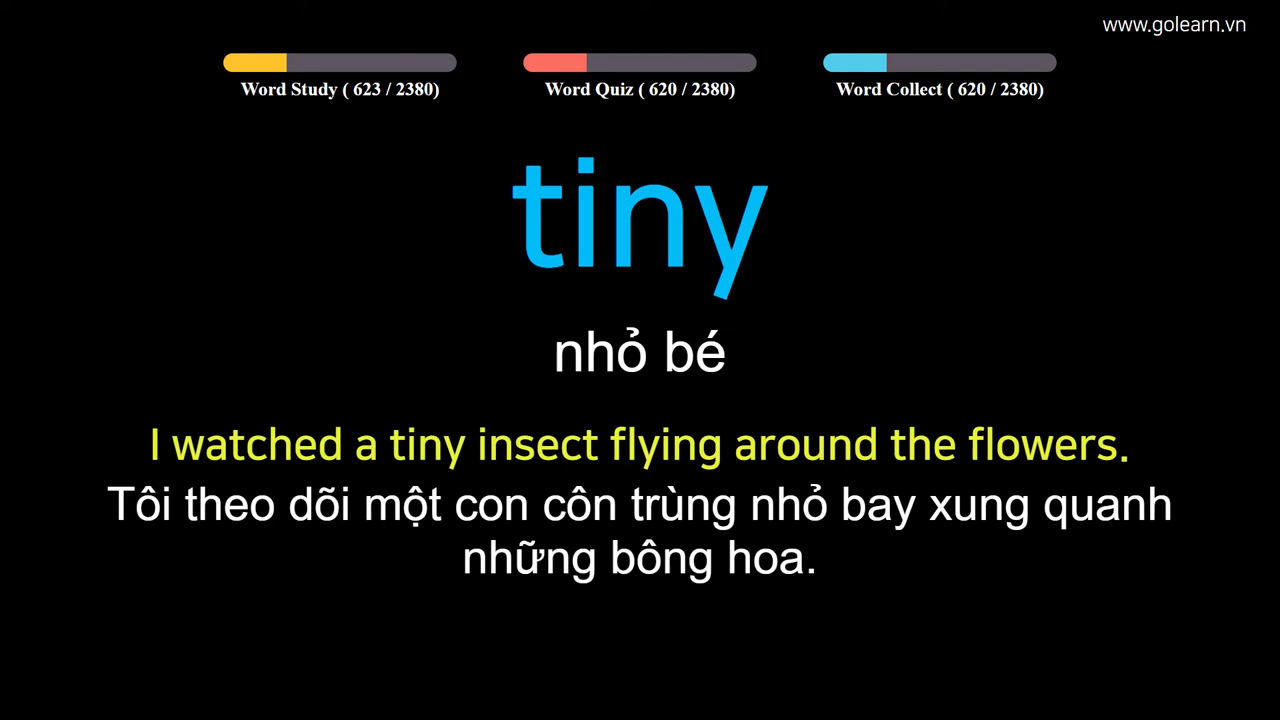 www.golearn.vn
Word Study ( 623 / 2380)
Word Quiz ( 620 / 2380)
Word Collect ( 620 / 2380)
tiny
nhỏ bé
I watched a tiny insect flying around the flowers.
Tôi theo dõi một con côn trùng nhỏ bay xung quanh
những bông hoa.